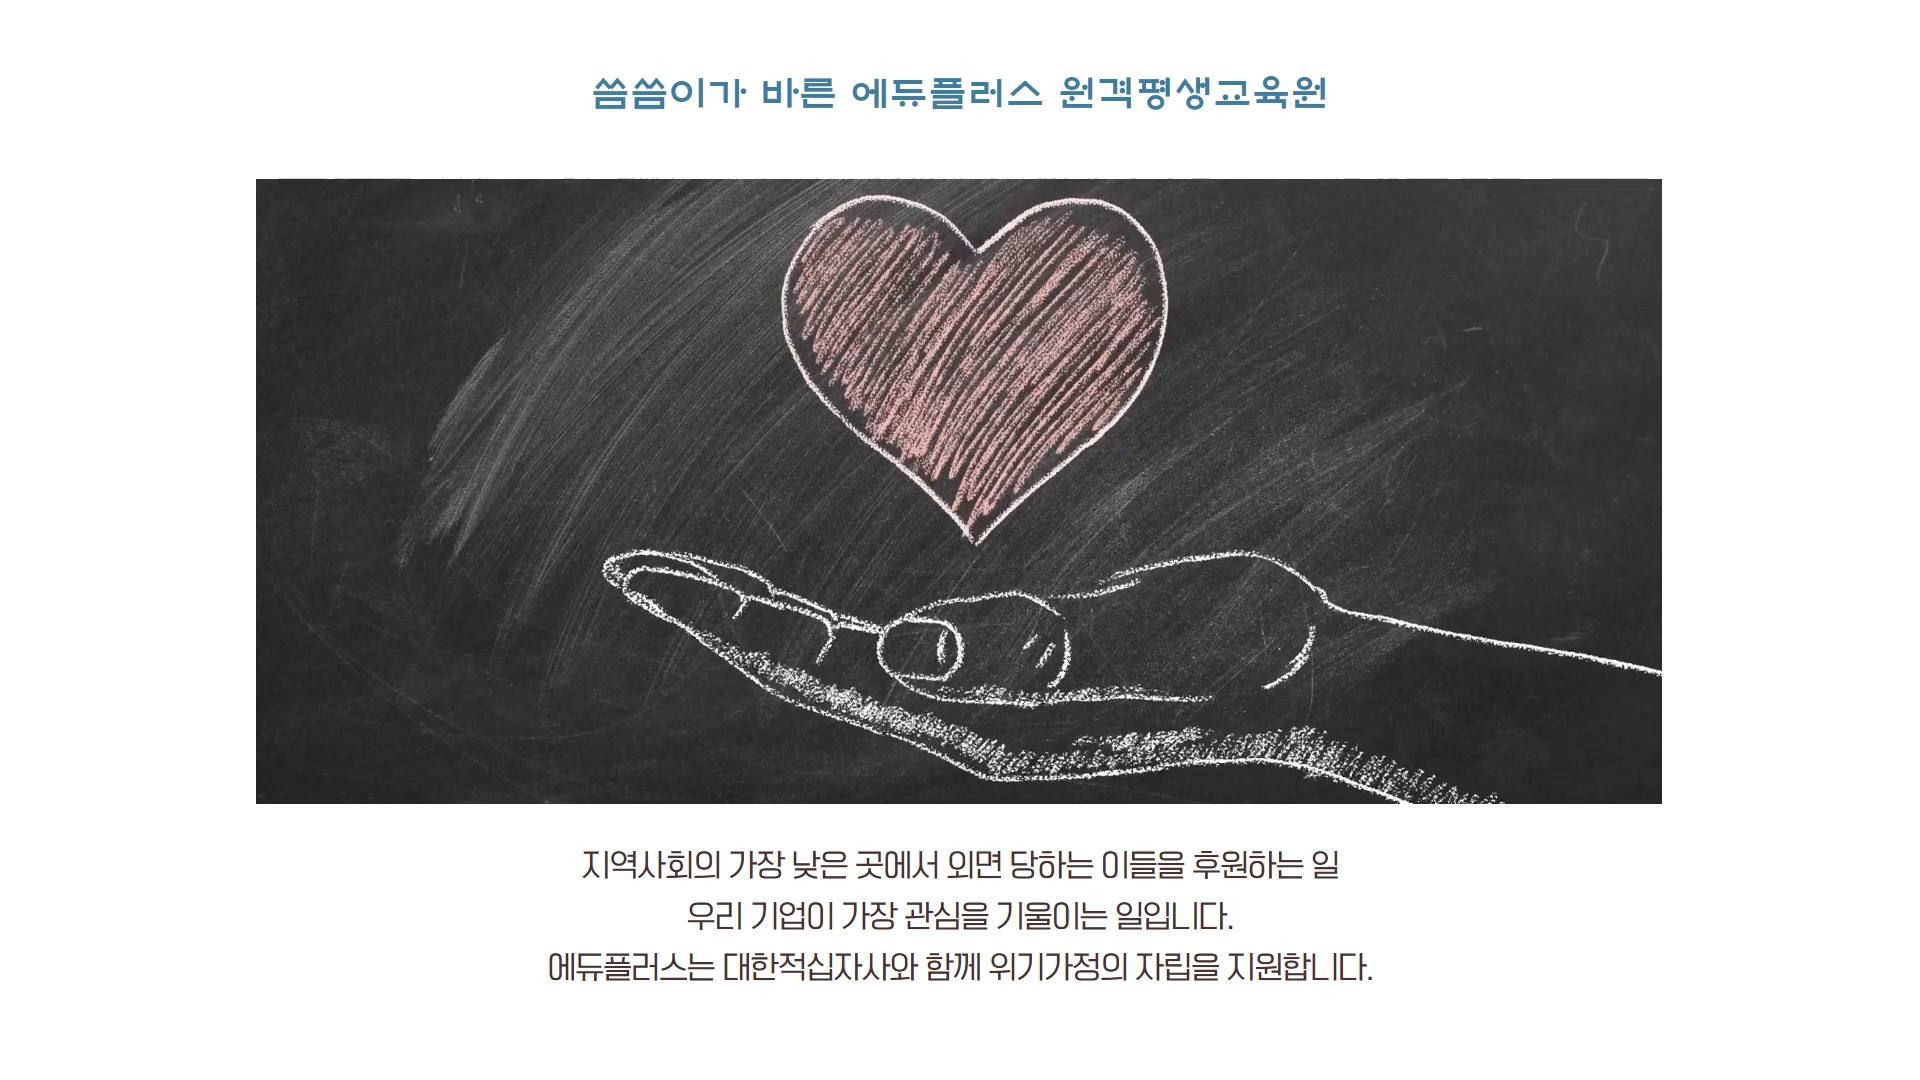 씀씀이가 바른 에듀플러스 원격평생교육원
지역사회의 가장 낮은 곳에서 외면 당하는 이들을 후원하는 일
우리 기업이 가장 관심을 기울이는 일입니다.
에듀플러스는 대한적십자사와 함께 위기가정의 자립을 지원합니다.